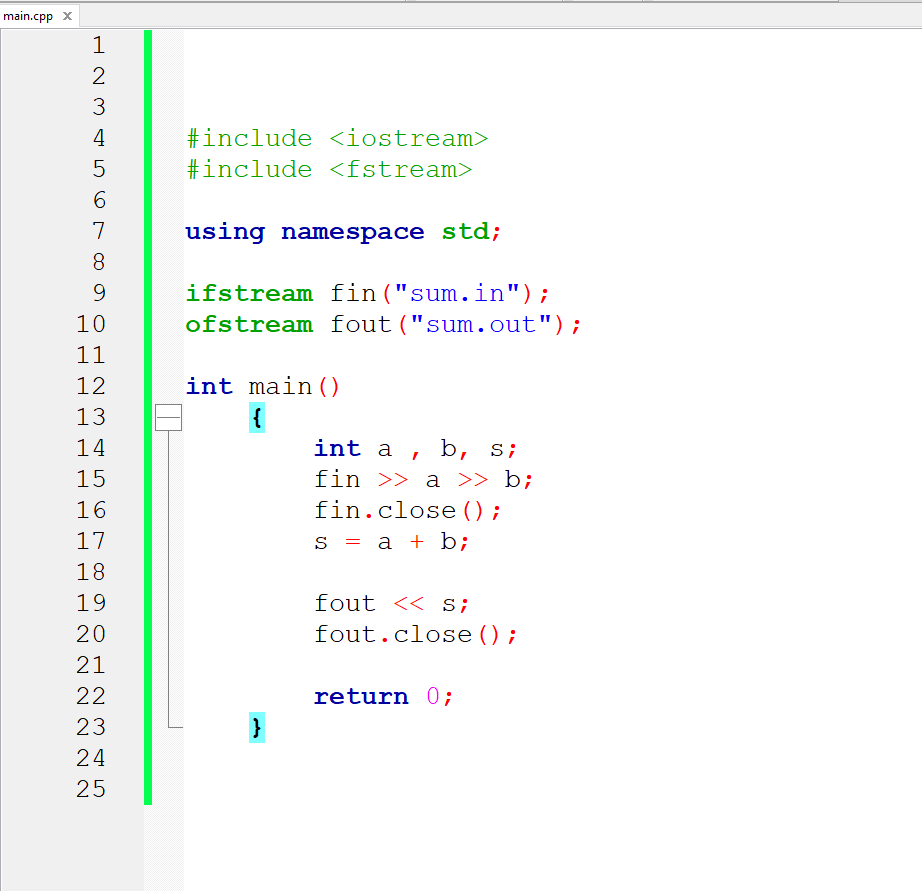 main.cpp
1
2
3
4 #include <iostream>
5 #include <fstream>
6
7 using namespace std;
8
9 ifstream fin("sum.in");
10 ofstream fout("sum.out");
11
12 int main()
13 {
14 int a , b, s;
15 fin >> a >> b;
16 fin.close();
17 s = a + b;
18
19 fout << s;
20 fout.close();
21
22 return 0;
23 }
24
25